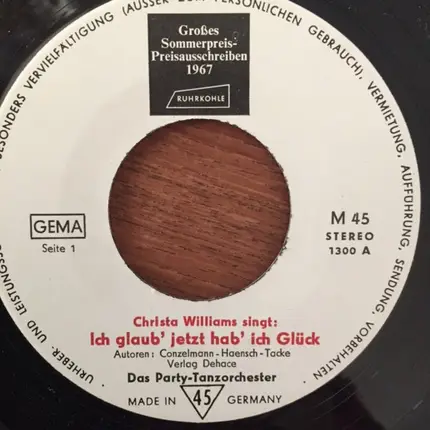 BESONDERS VERVIELFÄLTIGUNG (AUSSER ZUM PERSÖNLICHEN GEBRAUCH), VERMIETUNG, AUFFÜHRUNG, SENDUNG, VORBEHALTEN
URHEBER- UND LEISTUNGSS
Großes
Sommerpreis-
Preisausschreiben
1967
RUHRKOHLE
GEMA
Seite 1
M 45
STEREO
1300 A
Christa Williams singt:
Ich glaub' jetzt hab' ich Glück
Autoren: Conzelmann-Haensch-Tacke
Verlag Dehace
Das Party-Tanzorchester
MADE IN 45 GERMANY